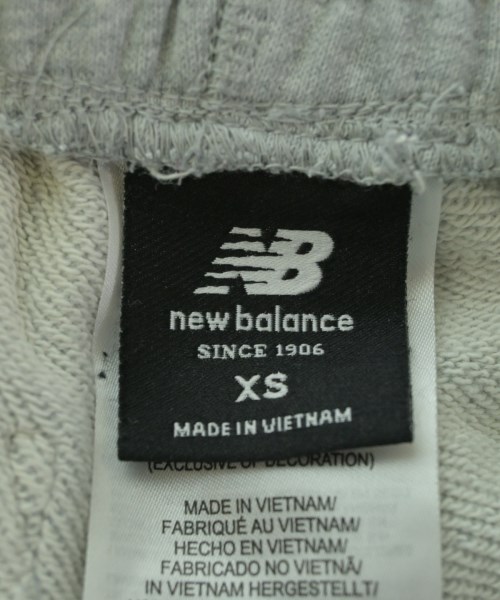 NB
new balance
SINCE 1906
XS
MADE IN VIETNAM
(EXCLUSIVE OF DECORATION)
MADE IN VIETNAM/
FABRIQUÉ AU VIETNAM/
HECHO EN VIETNAM/
FABRICADO NO VIETNÃ/
IN VIETNAM HERGESTELLT/